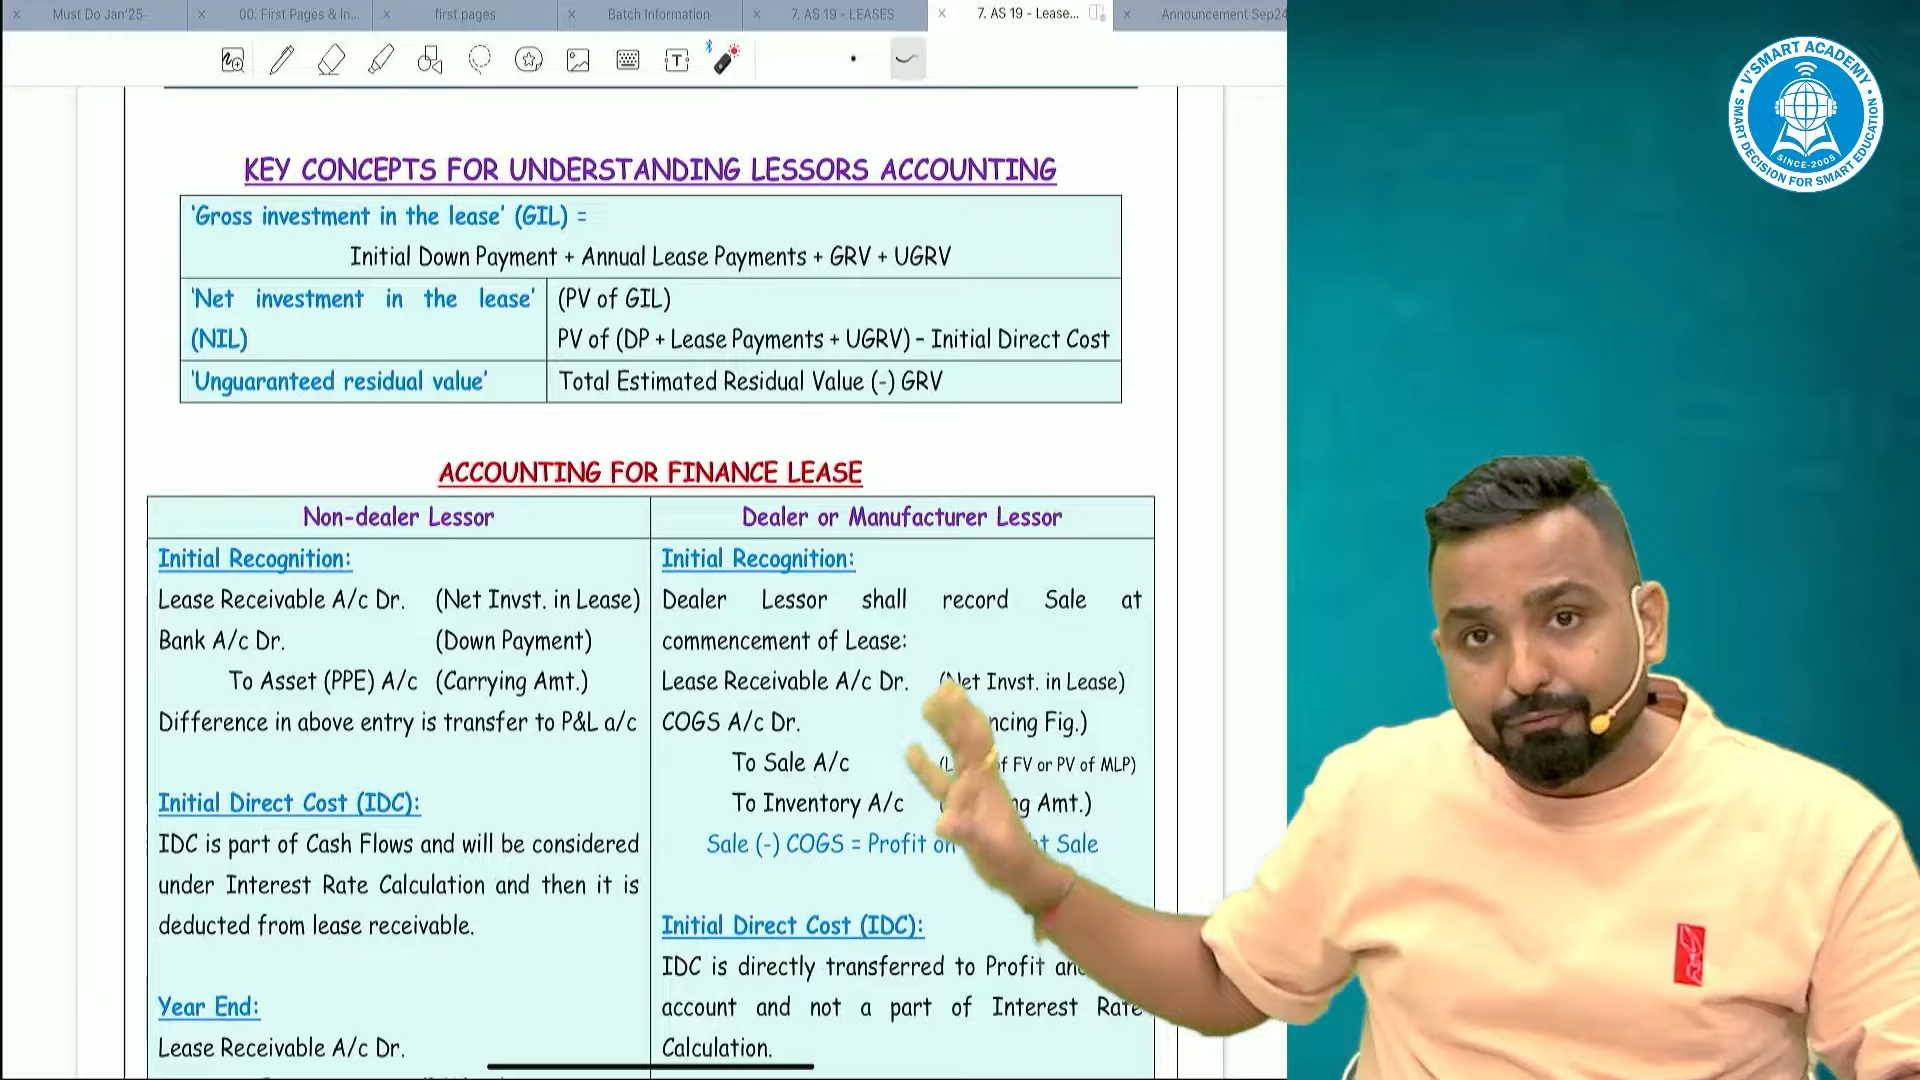 Must Do Jan'25
00. First Pages & In...
first pages
Batch Information
7. AS 19 - LEASES
7. AS 19 - Lease...
Announcement Sep24
V'SMART ACADEMY
SINCE-2005
SMART DECISION FOR SMART EDUCATION
KEY CONCEPTS FOR UNDERSTANDING LESSORS ACCOUNTING
'Gross investment in the lease' (GIL) =
Initial Down Payment + Annual Lease Payments + GRV + UGRV
'Net investment in the lease'
(NIL)
(PV of GIL)
PV of (DP + Lease Payments + UGRV) – Initial Direct Cost
'Unguaranteed residual value'
Total Estimated Residual Value (-) GRV
ACCOUNTING FOR FINANCE LEASE
Non-dealer Lessor
Initial Recognition:
Lease Receivable A/c Dr. (Net Invst. in Lease)
Bank A/c Dr. (Down Payment)
To Asset (PPE) A/c (Carrying Amt.)
Difference in above entry is transfer to P&L a/c
Initial Direct Cost (IDC):
IDC is part of Cash Flows and will be considered
under Interest Rate Calculation and then it is
deducted from lease receivable.
Year End:
Lease Receivable A/c Dr.
Dealer or Manufacturer Lessor
Initial Recognition:
Dealer Lessor shall record Sale at
commencement of Lease:
Lease Receivable A/c Dr. (Net Invst. in Lease)
COGS A/c Dr. ncing Fig.)
To Sale A/c of FV or PV of MLP)
To Inventory A/c Amt.)
Sale (-) COGS = Profit on Sale
Initial Direct Cost (IDC):
IDC is directly transferred to Profit
account and not a part of Interest Rate
Calculation.